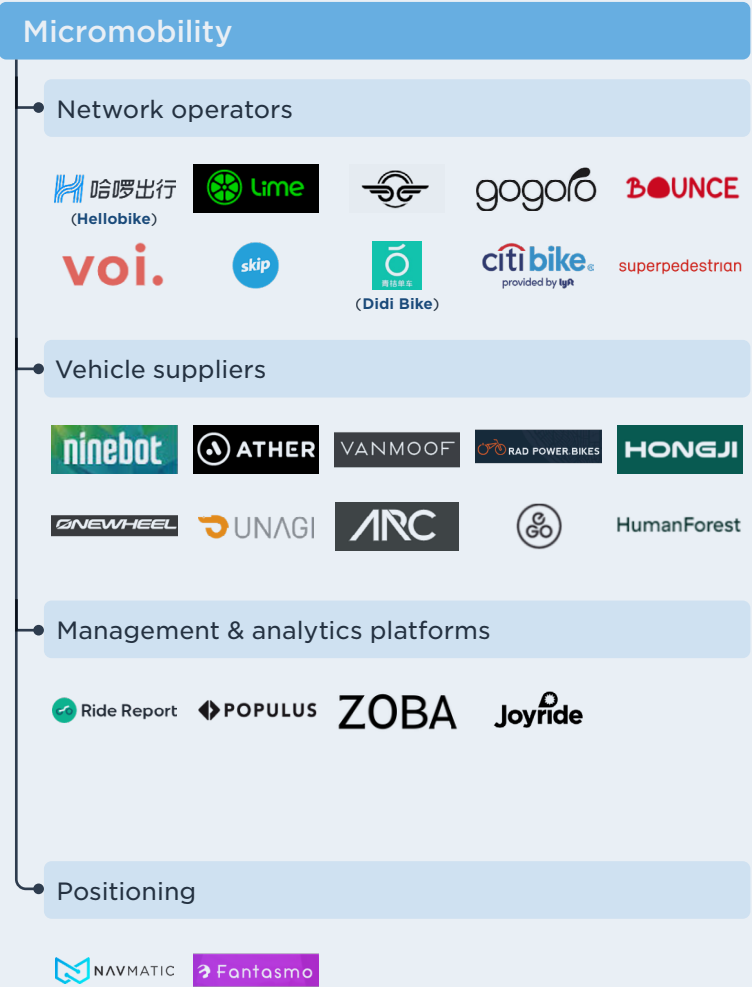 Micromobility
Network operators
哈啰出行
Lime
gogoro
BOUNCE
(Hellobike)
voi.
skip
青桔单车
citi bike
provided by lyft
superpedestrian
(Didi Bike)
Vehicle suppliers
ninebot
ATHER
VANMOOF
RAD POWER BIKES
HONGJI
ONEWHEEL
UNAGI
ARC
eGO
HumanForest
Management & analytics platforms
Ride Report
POPULUS
ZOBA
Joyride
Positioning
NAVMATIC
Fantasmo